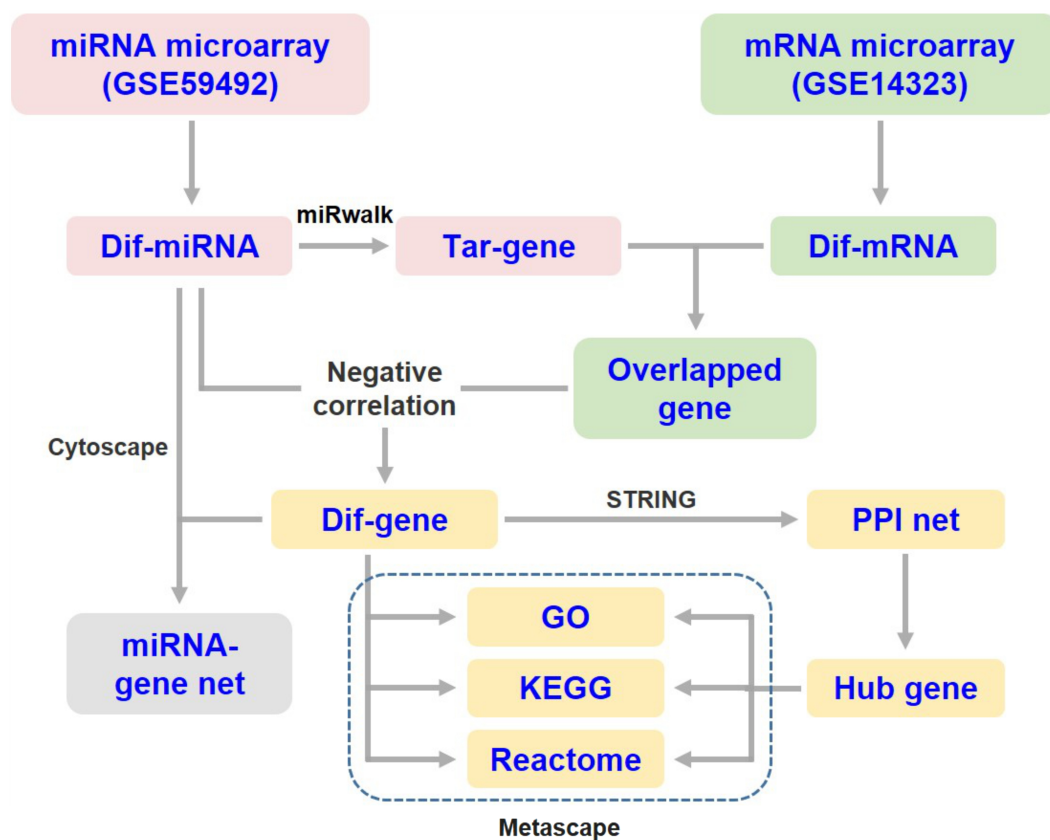 miRNA microarray
(GSE59492)
mRNA microarray
(GSE14323)
miRwalk
Dif-miRNA
Tar-gene
Dif-mRNA
Negative
correlation
Overlapped
gene
Cytoscape
Dif-gene
STRING
PPI net
GO
miRNA-
gene net
KEGG
Hub gene
Reactome
Metascape